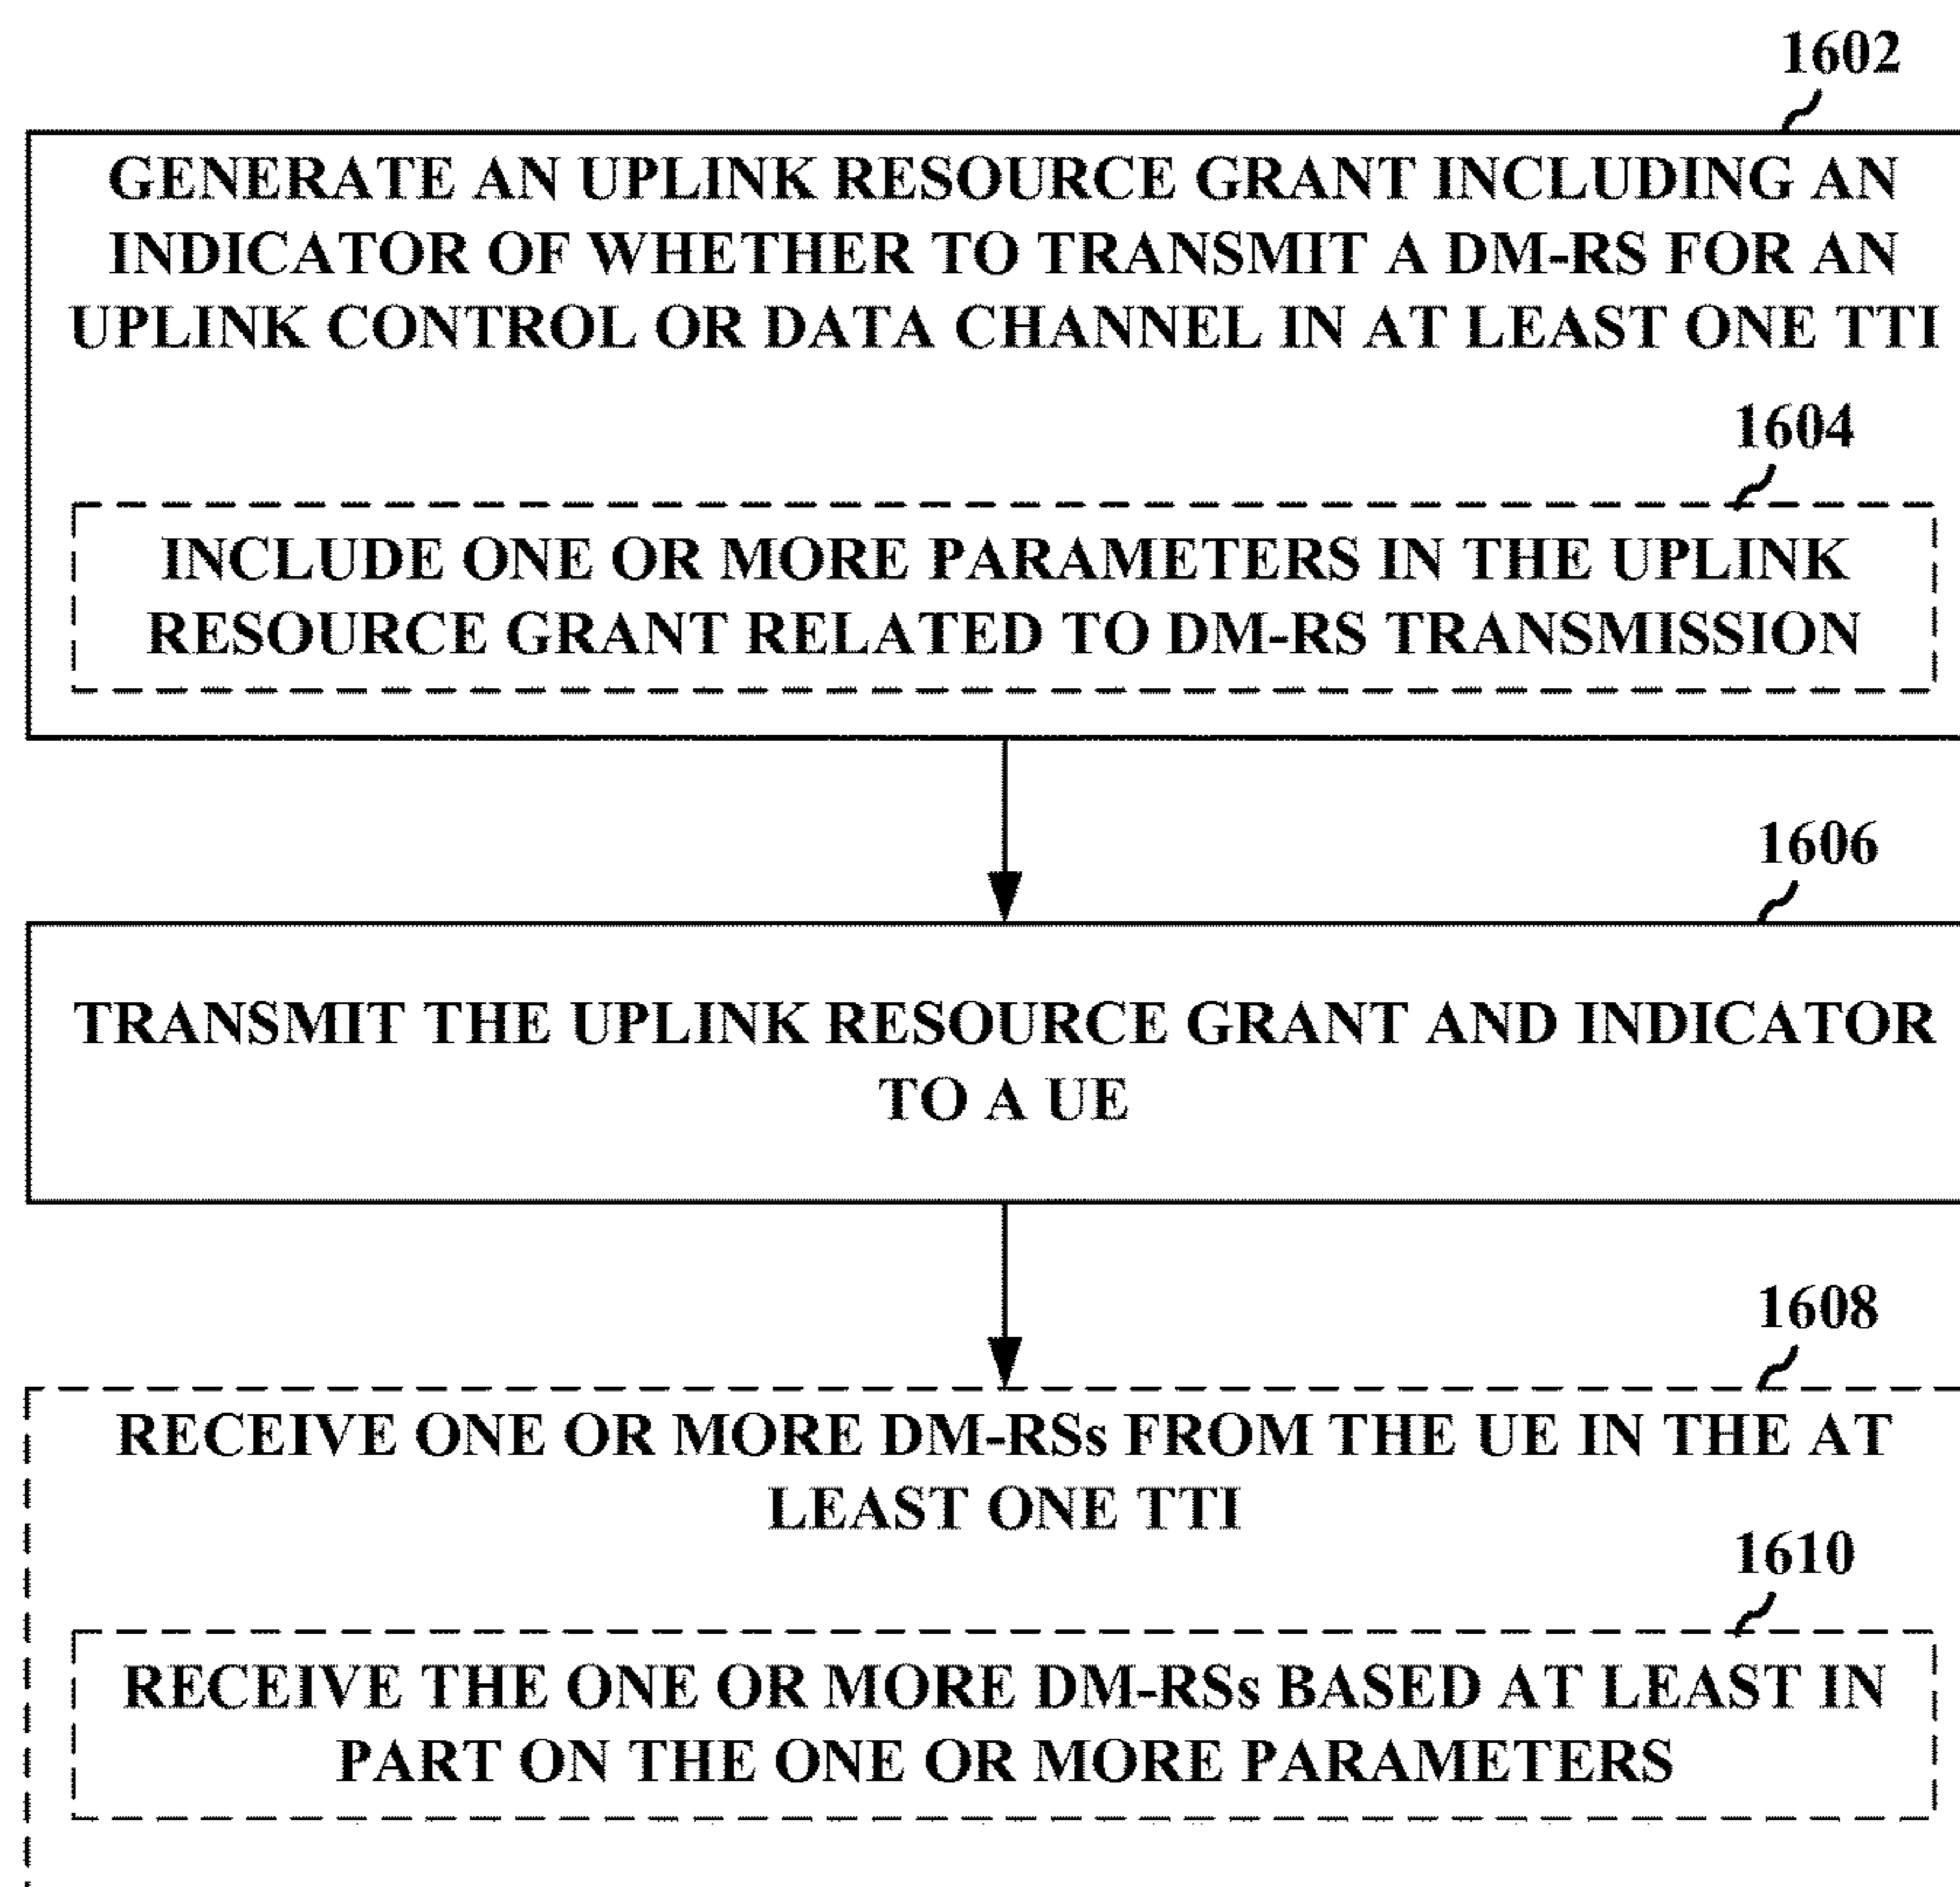 1602
GENERATE AN UPLINK RESOURCE GRANT INCLUDING AN
INDICATOR OF WHETHER TO TRANSMIT A DM-RS FOR AN
UPLINK CONTROL OR DATA CHANNEL IN AT LEAST ONE TTI
1604
INCLUDE ONE OR MORE PARAMETERS IN THE UPLINK
RESOURCE GRANT RELATED TO DM-RS TRANSMISSION
1606
TRANSMIT THE UPLINK RESOURCE GRANT AND INDICATOR
TO A UE
1608
RECEIVE ONE OR MORE DM-RSs FROM THE UE IN THE AT
LEAST ONE TTI
1610
RECEIVE THE ONE OR MORE DM-RSs BASED AT LEAST IN
PART ON THE ONE OR MORE PARAMETERS